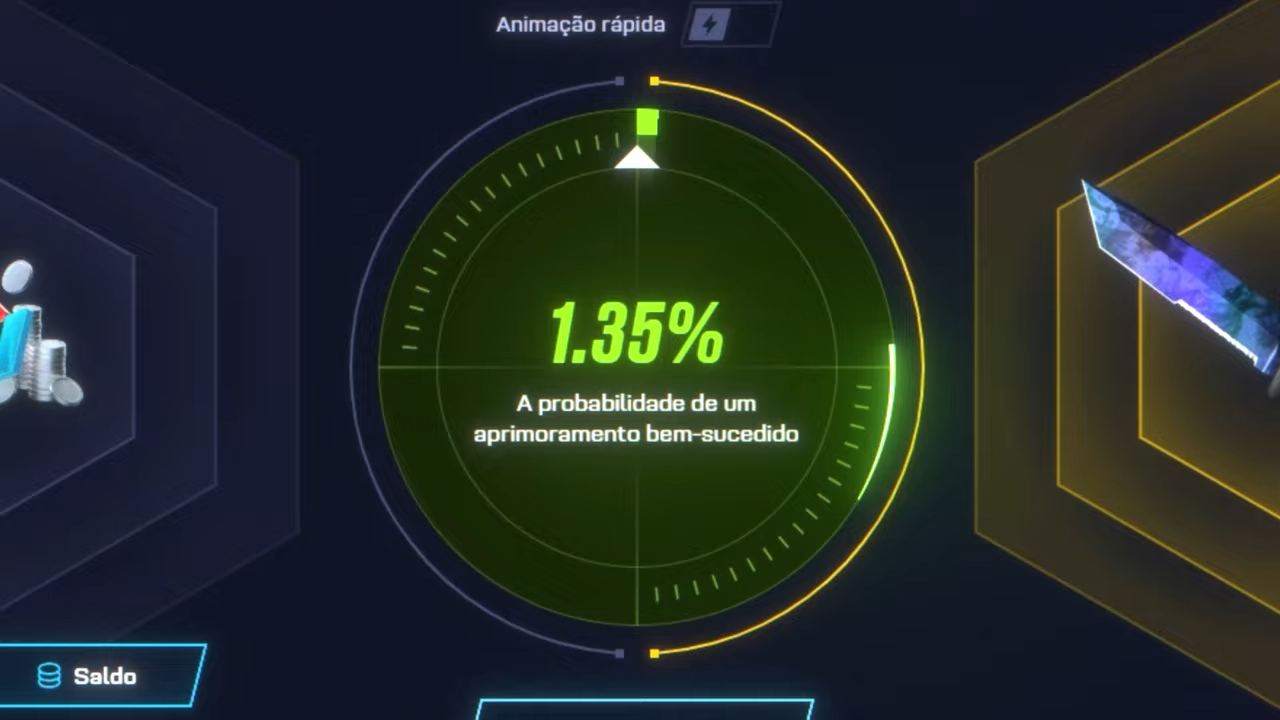 Animação rápida
1.35%
A probabilidade de um
aprimoramento bem-sucedido
Saldo